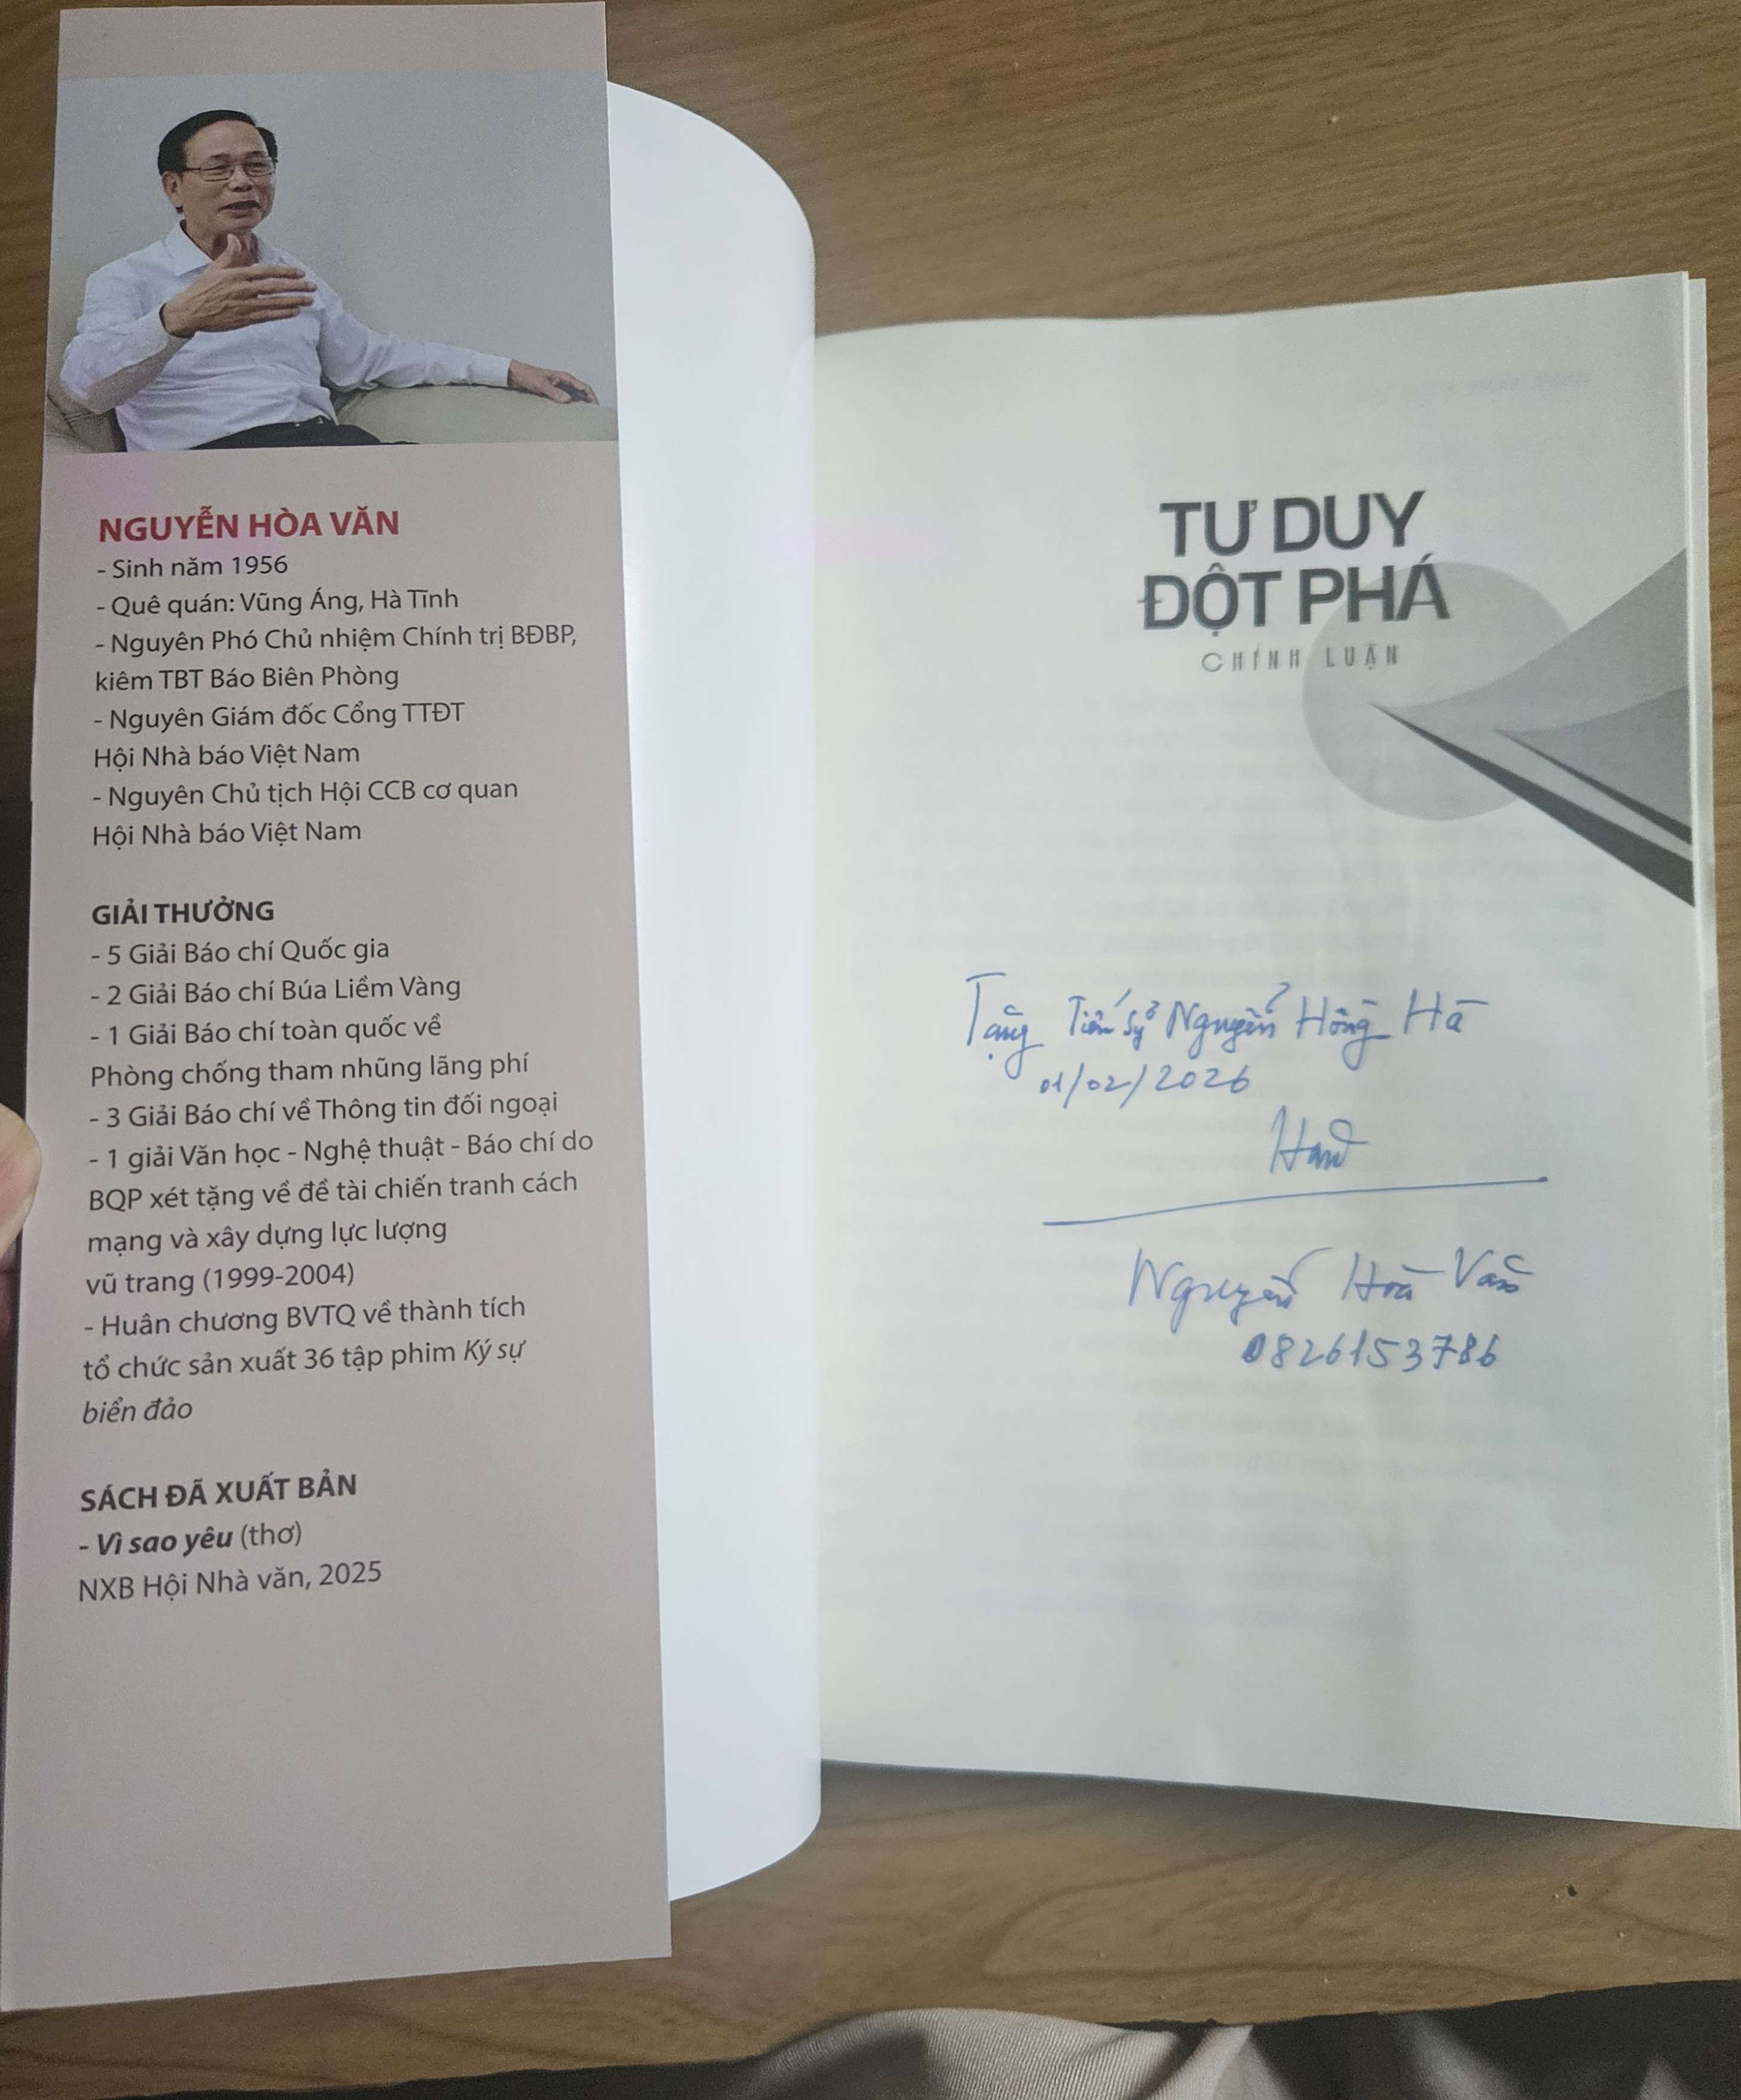 NGUYỄN HÒA VĂN
- Sinh năm 1956
- Quê quán: Vũng Áng, Hà Tĩnh
- Nguyên Phó Chủ nhiệm Chính trị BĐBP,
kiêm TBT Báo Biên Phòng
- Nguyên Giám đốc Cổng TTĐT
Hội Nhà báo Việt Nam
- Nguyên Chủ tịch Hội CCB cơ quan
Hội Nhà báo Việt Nam
GIẢI THƯỞNG
- 5 Giải Báo chí Quốc gia
- 2 Giải Báo chí Búa Liềm Vàng
- 1 Giải Báo chí toàn quốc về
Phòng chống tham nhũng lãng phí
- 3 Giải Báo chí về Thông tin đối ngoại
- 1 giải Văn học - Nghệ thuật - Báo chí do
BQP xét tặng về đề tài chiến tranh cách
mạng và xây dựng lực lượng
vũ trang (1999-2004)
- Huân chương BVTQ về thành tích
tổ chức sản xuất 36 tập phim Ký sự
biển đảo
SÁCH ĐÃ XUẤT BẢN
- Vì sao yêu (thơ)
NXB Hội Nhà văn, 2025
TƯ DUY
ĐỘT PHÁ
CHÍNH LUẬN
Tặng Tiến sỹ Nguyễn Hồng Hà
01/02/2026
Nguyễn Hoà Văn
0826153786